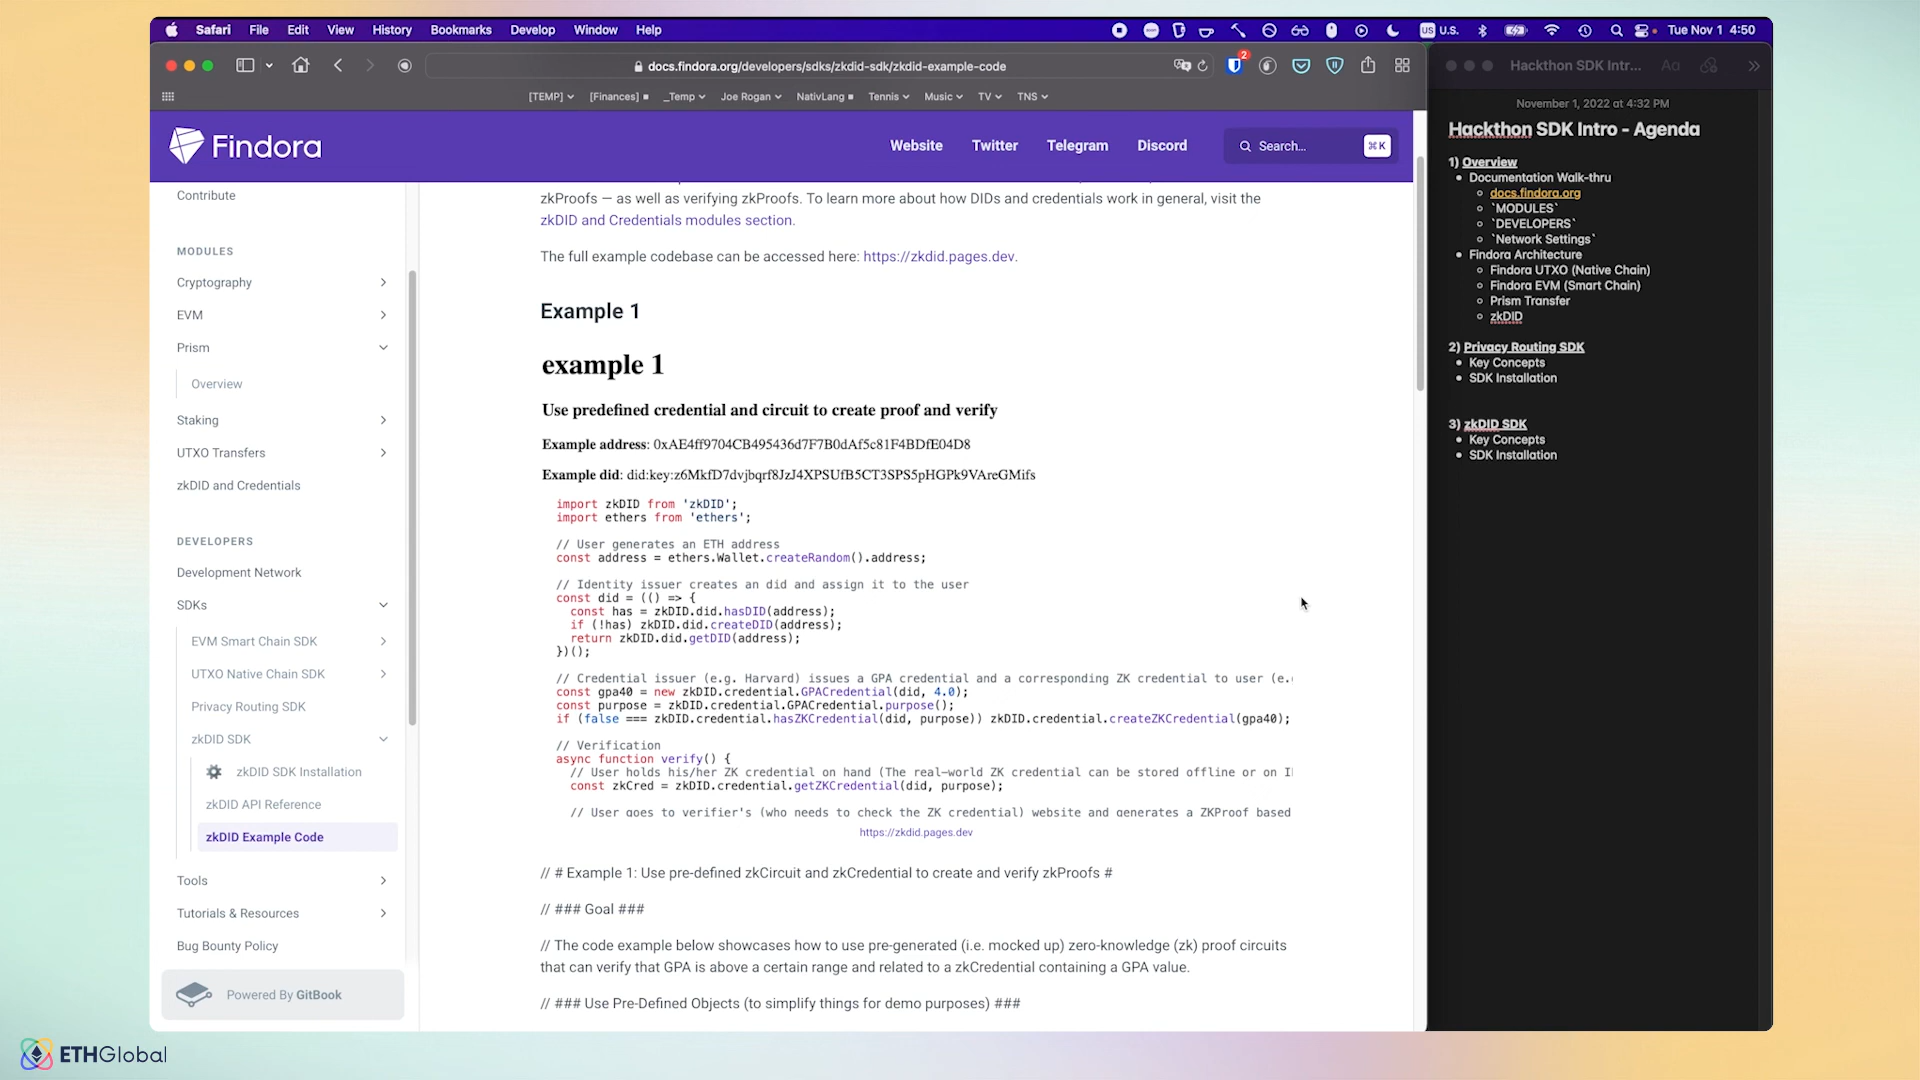 Safari File Edit View History Bookmarks Develop Window Help
US U.S.
Tue Nov 1 4:50
docs.findora.org/developers/sdks/zkdid-sdk/zkdid-example-code
2
[TEMP] [Finances] _Temp Joe Rogan NativLang Tennis Music TV TNS
Findora
Website Twitter Telegram Discord
Search...
⌘K
Contribute
MODULES
Cryptography
EVM
Prism
Overview
Staking
UTXO Transfers
zkDID and Credentials
DEVELOPERS
Development Network
SDKs
EVM Smart Chain SDK
UTXO Native Chain SDK
Privacy Routing SDK
zkDID SDK
zkDID SDK Installation
zkDID API Reference
zkDID Example Code
Tools
Tutorials & Resources
Bug Bounty Policy
Powered By GitBook
zkProofs — as well as verifying zkProofs. To learn more about how DIDs and credentials work in general, visit the
zkDID and Credentials modules section.
The full example codebase can be accessed here: https://zkdid.pages.dev.
Example 1
example 1
Use predefined credential and circuit to create proof and verify
Example address: 0xAE4ff9704CB495436d7F7B0dAf5c81F4BDfE04D8
Example did: did:key:z6MkfD7dvjbqrf8JzJ4XPSUfB5CT3SPS5pHGPk9VAreGMifs
import zkDID from 'zkDID';
import ethers from 'ethers';
// User generates an ETH address
const address = ethers.Wallet.createRandom().address;
// Identity issuer creates an did and assign it to the user
const did = (() => {
const has = zkDID.did.hasDID(address);
if (!has) zkDID.did.createDID(address);
return zkDID.did.getDID(address);
})();
// Credential issuer (e.g. Harvard) issues a GPA credential and a corresponding ZK credential to user (e.
const gpa40 = new zkDID.credential.GPACredential(did, 4.0);
const purpose = zkDID.credential.GPACredential.purpose();
if (false === zkDID.credential.hasZKCredential(did, purpose)) zkDID.credential.createZKCredential(gpa40);
// Verification
async function verify() {
// User holds his/her ZK credential on hand (The real-world ZK credential can be stored offline or on
const zkCred = zkDID.credential.getZKCredential(did, purpose);
// User goes to verifier's (who needs to check the ZK credential) website and generates a ZKProof based
https://zkdid.pages.dev
// # Example 1: Use pre-defined zkCircuit and zkCredential to create and verify zkProofs #
// ### Goal ###
// The code example below showcases how to use pre-generated (i.e. mocked up) zero-knowledge (zk) proof circuits
that can verify that GPA is above a certain range and related to a zkCredential containing a GPA value.
// ### Use Pre-Defined Objects (to simplify things for demo purposes) ###
Hackthon SDK Intr...
Aa
November 1, 2022 at 4:32 PM
Hackthon SDK Intro - Agenda
1) Overview
• Documentation Walk-thru
docs.findora.org
`MODULES`
`DEVELOPERS`
`Network Settings`
• Findora Architecture
Findora UTXO (Native Chain)
Findora EVM (Smart Chain)
Prism Transfer
zkDID
2) Privacy Routing SDK
• Key Concepts
• SDK Installation
3) zkDID SDK
• Key Concepts
• SDK Installation
ETHGlobal